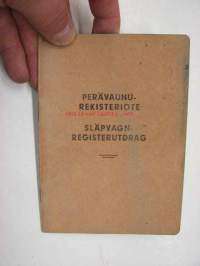 PERÄVAUNU-
REKISTERIOTE
SLÄPVAGN-
REGISTERUTDRAG